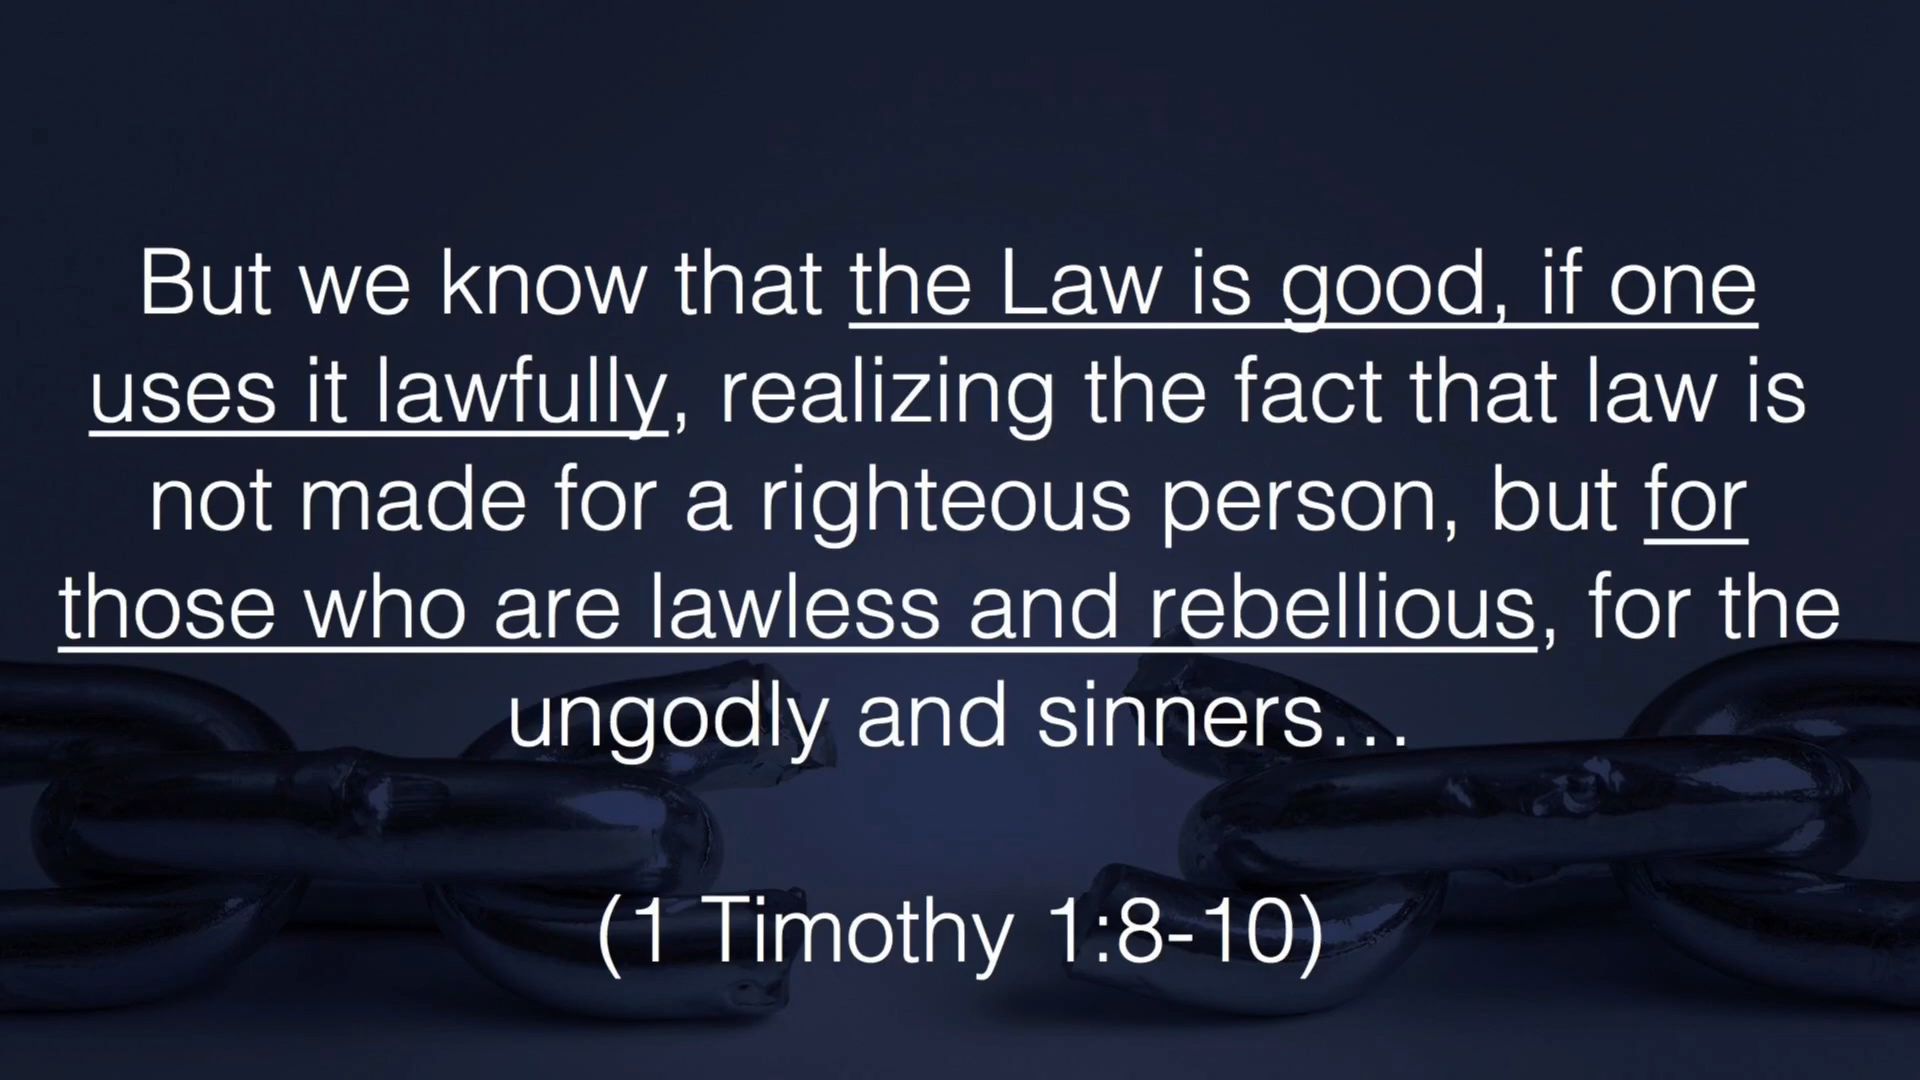 But we know that the Law is good, if one
uses it lawfully, realizing the fact that law is
not made for a righteous person, but for
those who are lawless and rebellious, for the
ungodly and sinners...
(1 Timothy 1:8-10)